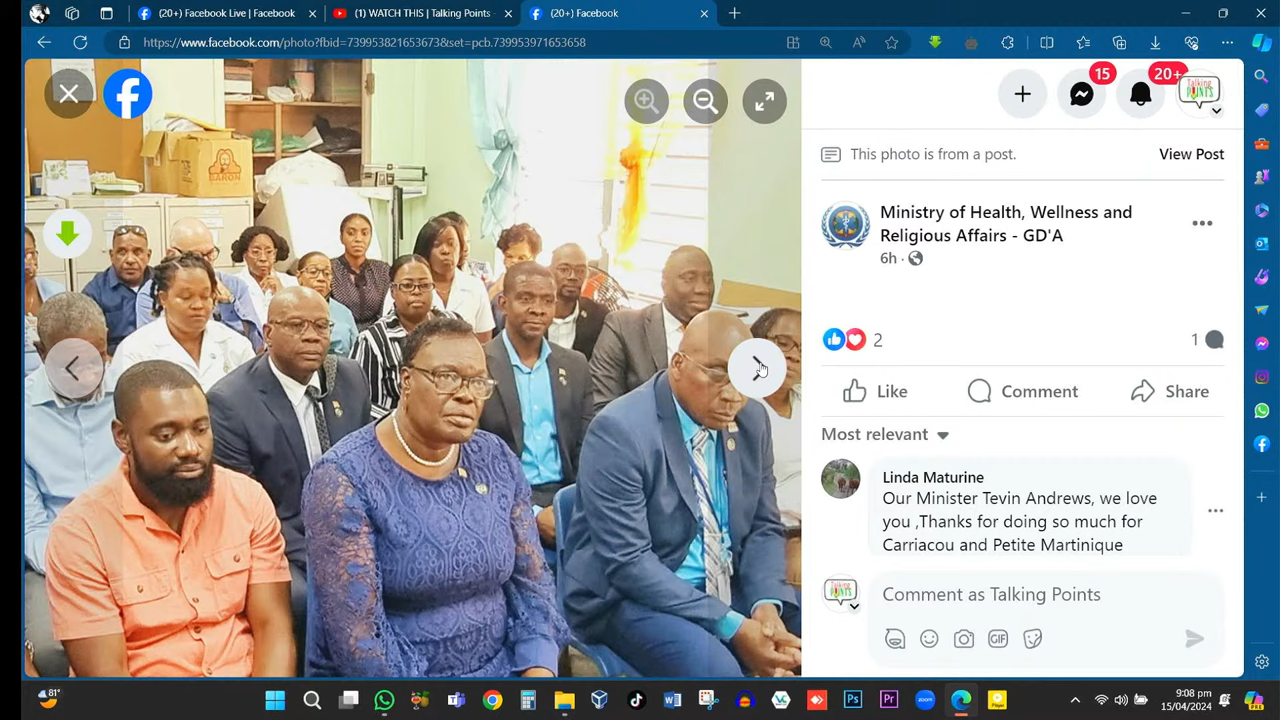 (20+) Facebook Live | Facebook
(1) WATCH THIS | Talking Points -
(20+) Facebook
https://www.facebook.com/photo?fbid=7399538216536738&set=pcb.739953971653658
15
20+
This photo is from a post.
View Post
Ministry of Health, Wellness and
Religious Affairs - GD'A
6h
2
1
Like
Comment
Share
Most relevant
Linda Maturine
Our Minister Tevin Andrews, we love
you ,Thanks for doing so much for
Carriacou and Petite Martinique
Comment as Talking Points
GIF
BARON
81°
9:08 pm
15/04/2024